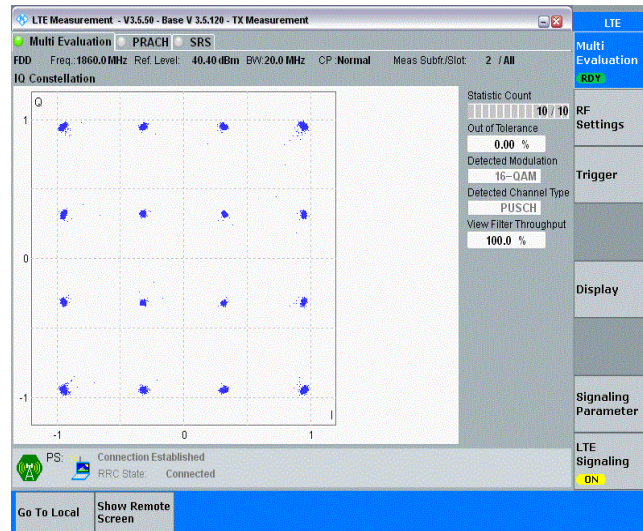 LTE Measurement - V3.5.50 - Base V 3.5.120 - TX Measurement
LTE
Multi Evaluation PRACH SRS
FDD Freq.: 1860.0 MHz Ref. Level: 40.40 dBm BW: 20.0 MHz CP : Normal Meas Subfr./Slot: 2 / All
IQ Constellation
Q
1
0
-1
-1 0 1
I
Statistic Count
10 / 10
Out of Tolerance
0.00 %
Detected Modulation
16-QAM
Detected Channel Type
PUSCH
View Filter Throughput
100.0 %
Multi
Evaluation
RDY
RF
Settings
Trigger
Display
Signaling
Parameter
LTE
Signaling
ON
PS: Connection Established
RRC State: Connected
Go To Local
Show Remote
Screen